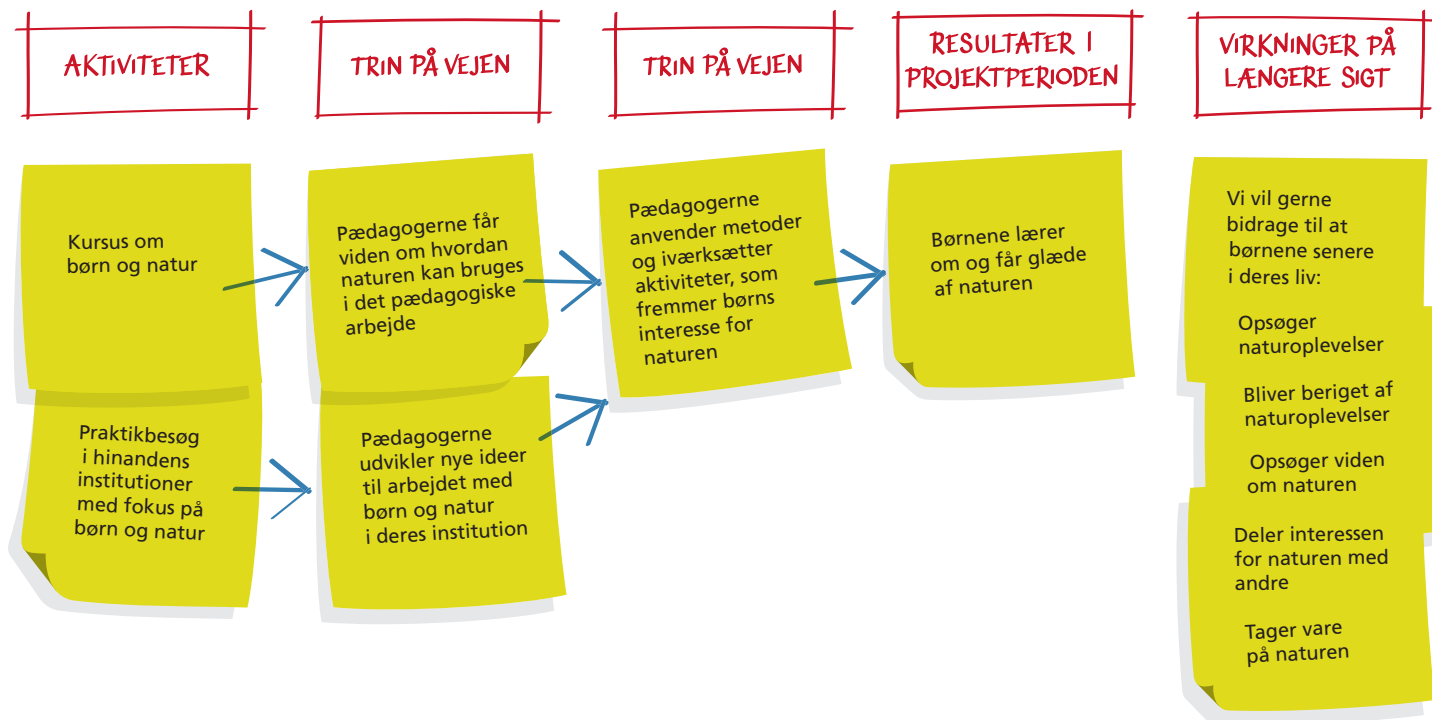 AKTIVITETER
TRIN PÅ VEJEN
TRIN PÅ VEJEN
RESULTATER I
PROJEKTPERIODEN
VIRKNINGER PÅ
LÆNGERE SIGT
Kursus om
børn og natur
Praktikbesøg
i hinandens
institutioner
med fokus på
børn og natur
Pædagogerne får
viden om hvordan
naturen kan bruges
i det pædagogiske
arbejde
Pædagogerne
udvikler nye ideer
til arbejdet med
børn og natur
i deres institution
Pædagogerne
anvender metoder
og iværksætter
aktiviteter, som
fremmer børns
interesse for
naturen
Børnene lærer
om og får glæde
af naturen
Vi vil gerne
bidrage til at
børnene senere
i deres liv:
Opsøger
naturoplevelser
Bliver beriget af
naturoplevelser
Opsøger viden
om naturen
Deler interessen
for naturen med
andre
Tager vare
på naturen